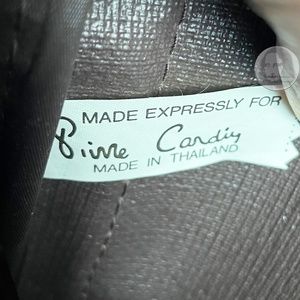 MADE EXPRESSLY FOR
Pierre Cardin
MADE IN THAILAND